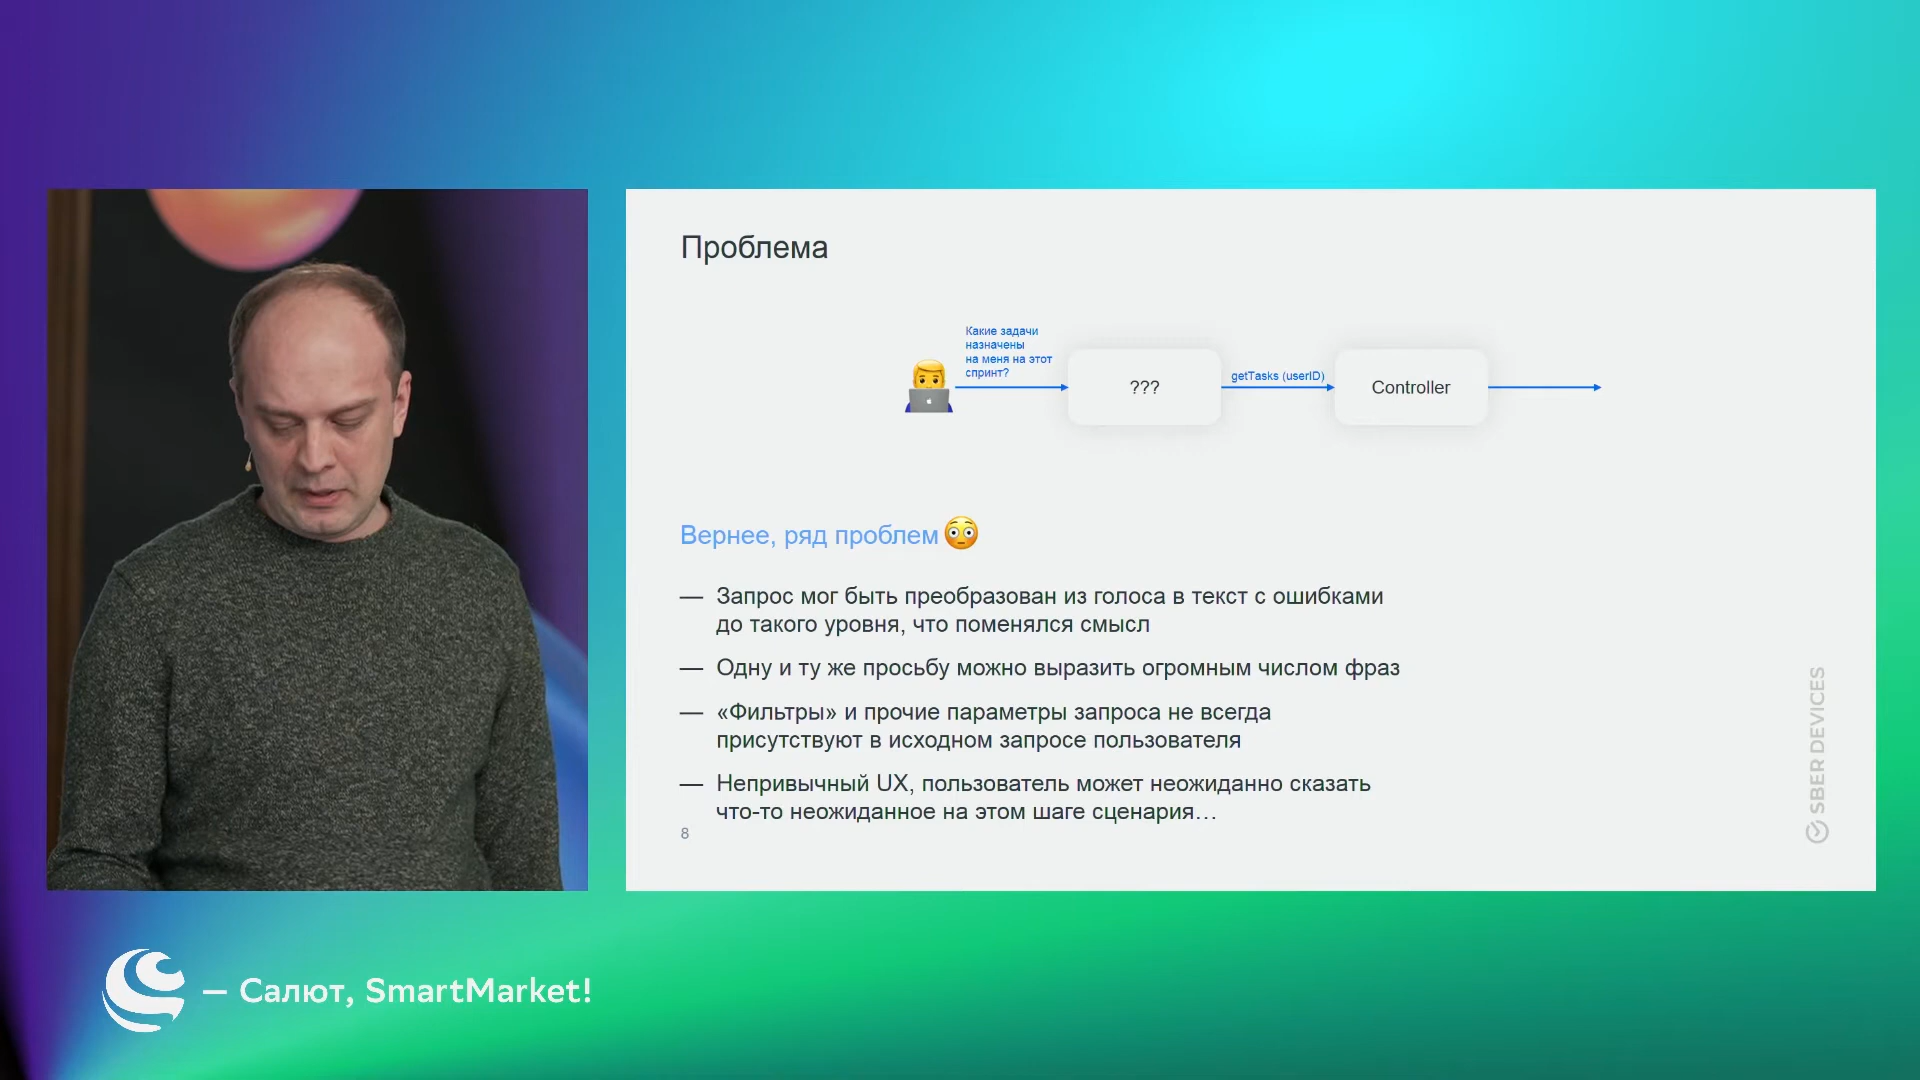 Проблема
Какие задачи
назначены
на меня на этот
спринт?
???
getTasks (userID)
Controller
Вернее, ряд проблем
— Запрос мог быть преобразован из голоса в текст с ошибками
до такого уровня, что поменялся смысл
— Одну и ту же просьбу можно выразить огромным числом фраз
— «Фильтры» и прочие параметры запроса не всегда
присутствуют в исходном запросе пользователя
— Непривычный UX, пользователь может неожиданно сказать
что-то неожиданное на этом шаге сценария…
8
SBER DEVICES
— Салют, SmartMarket!